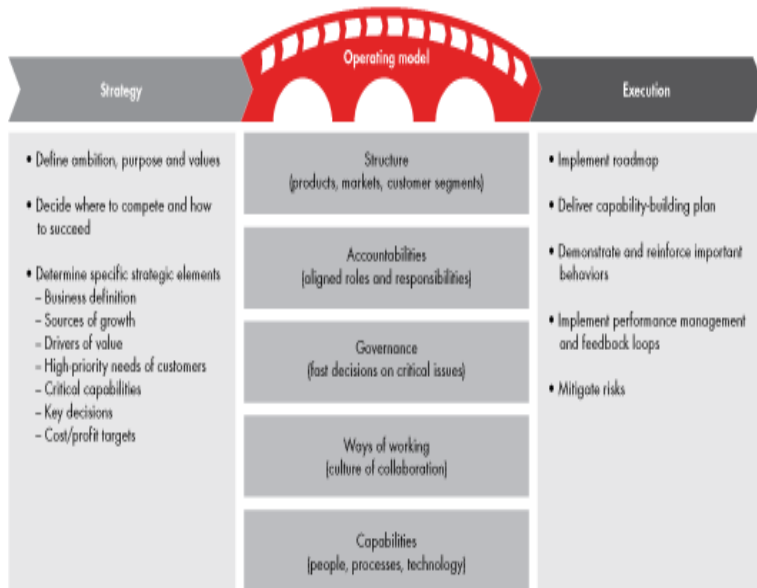 Strategy
Operating model
Execution
• Define ambition, purpose and values
• Decide where to compete and how
to succeed
• Determine specific strategic elements
– Business definition
– Sources of growth
– Drivers of value
– High-priority needs of customers
– Critical capabilities
– Key decisions
– Cost/profit targets
Structure
(products, markets, customer segments)
Accountabilities
(aligned roles and responsibilities)
Governance
(fast decisions on critical issues)
Ways of working
(culture of collaboration)
Capabilities
(people, processes, technology)
• Implement roadmap
• Deliver capability-building plan
• Demonstrate and reinforce important
behaviors
• Implement performance management
and feedback loops
• Mitigate risks